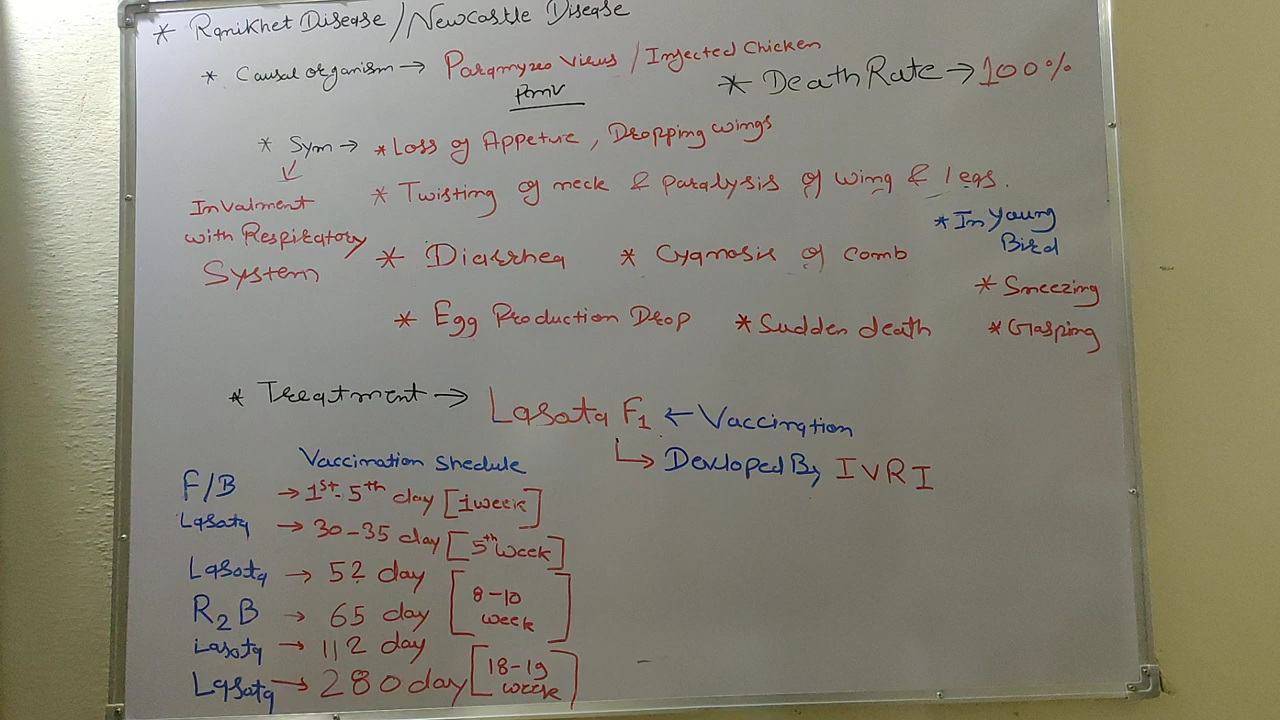 * Ranikhet Disease / Newcastle Disease
* Causal organism → Paramyxo Virus / Injected Chicken
PMV
* Death Rate → 100%
* Sym → * Loss of Appeture, Dropping wings
Invalment with Respiratory System
* Twisting of neck & paralysis of wing & legs.
* Diarrhea * Cyanosis of comb
* Egg Production Drop * Sudden death
* In Young Bird
* Sneezing
* Gasping
* Treatment → Lasota F1 ← Vaccination
↳ Devloped By IVRI
Vaccination Shedule
F/B → 1st-5th day [1 week]
Lasota → 30-35 day [5th week]
Lasota → 52 day
R2B → 65 day [8-10 week]
Lasota → 112 day
Lasota → 280 day [18-19 week]